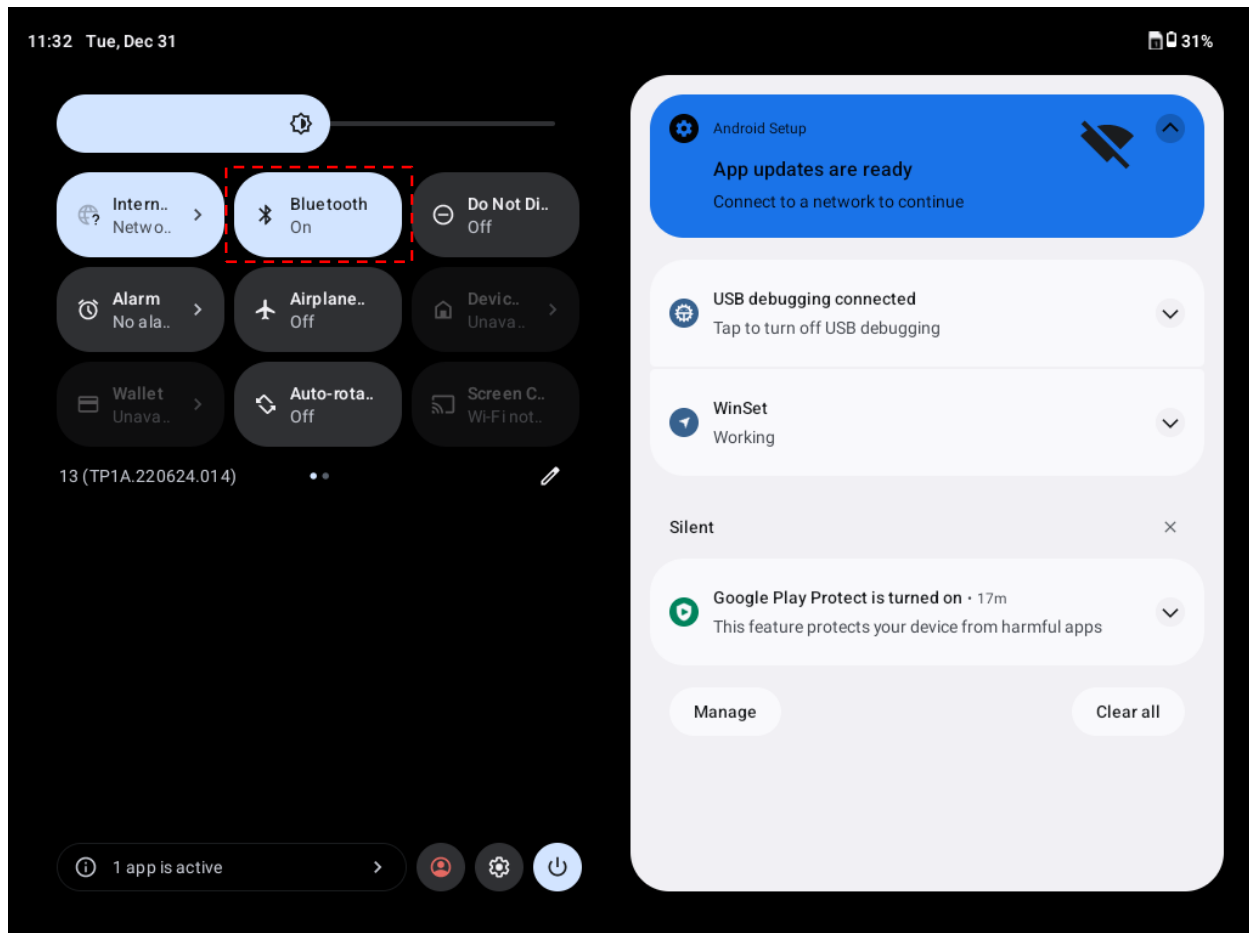 11:32 Tue, Dec 31
31%
Intern..
Netwo..
Bluetooth
On
Do Not Di..
Off
Alarm
No ala..
Airplane..
Off
Devic..
Unava..
Wallet
Unava..
Auto-rota..
Off
Screen C..
Wi-Fi not..
13 (TP1A.220624.014)
1 app is active
Android Setup
App updates are ready
Connect to a network to continue
USB debugging connected
Tap to turn off USB debugging
WinSet
Working
Silent
Google Play Protect is turned on • 17m
This feature protects your device from harmful apps
Manage
Clear all